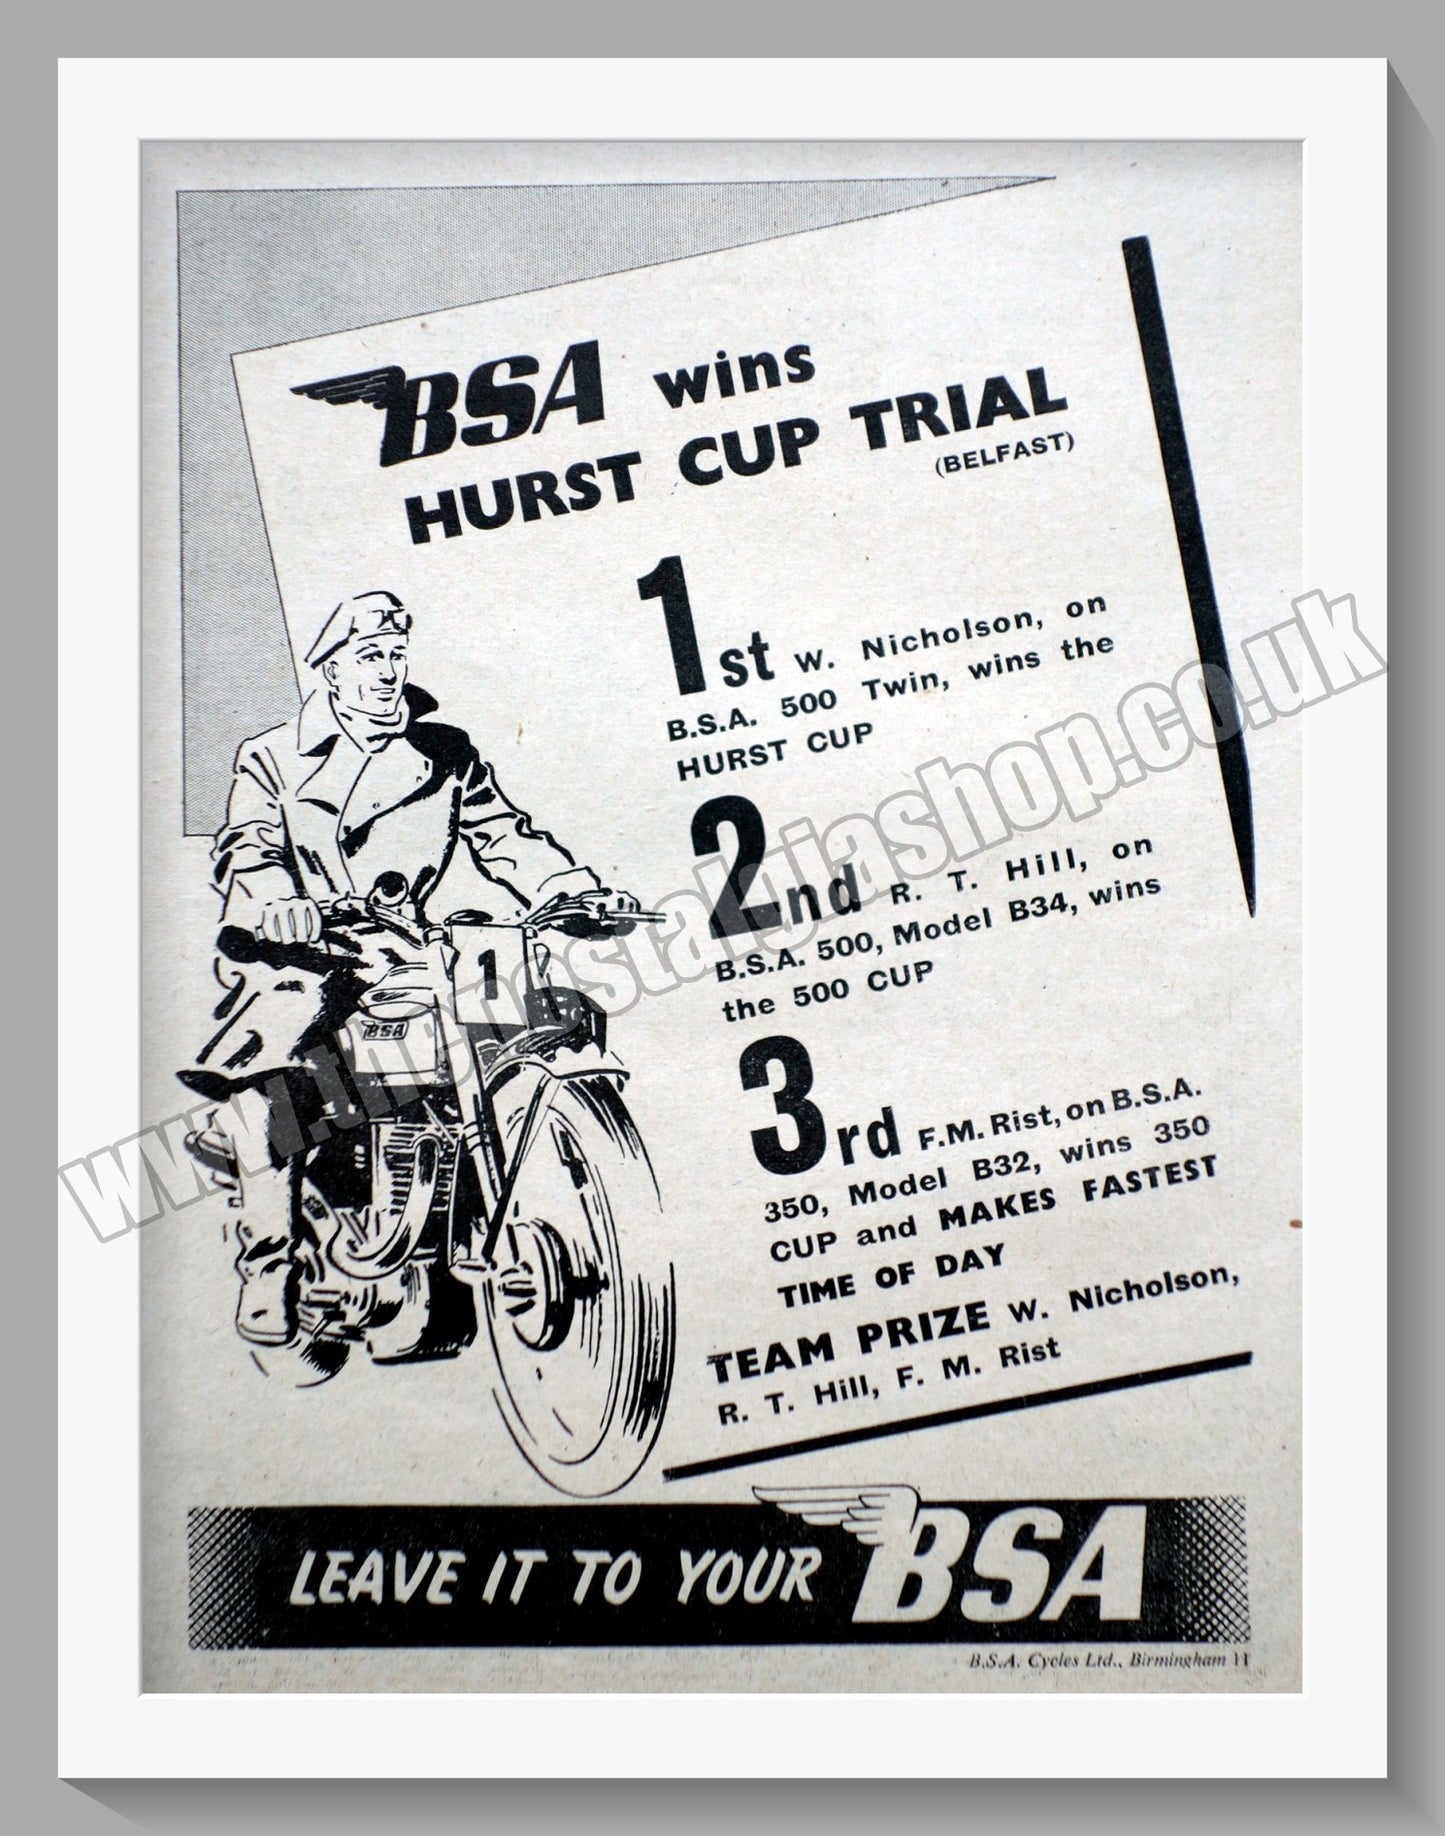 BSA wins
HURST CUP TRIAL
(BELFAST)
1st W. Nicholson, on
B.S.A. 500 Twin, wins the
HURST CUP
2nd R. T. Hill, on
B.S.A. 500, Model B34, wins
the 500 CUP
3rd F.M. Rist, on B.S.A.
350, Model B32, wins 350
CUP and MAKES FASTEST
TIME OF DAY
TEAM PRIZE W. Nicholson,
R. T. Hill, F. M. Rist
1
BSA
LEAVE IT TO YOUR BSA
B.S.A. Cycles Ltd., Birmingham 11
www.thenostalgiashop.co.uk